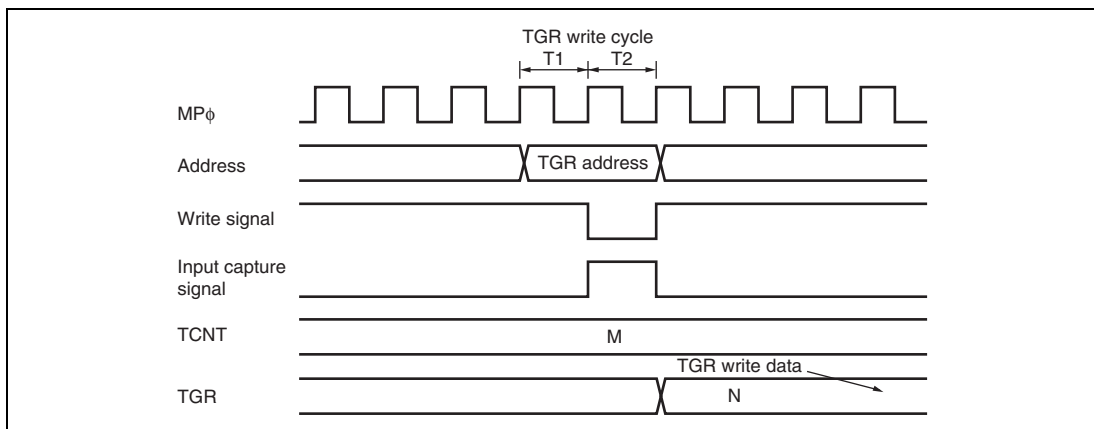 TGR write cycle
T1 T2
MPϕ
Address TGR address
Write signal
Input capture
signal
TCNT M
TGR write data
TGR N